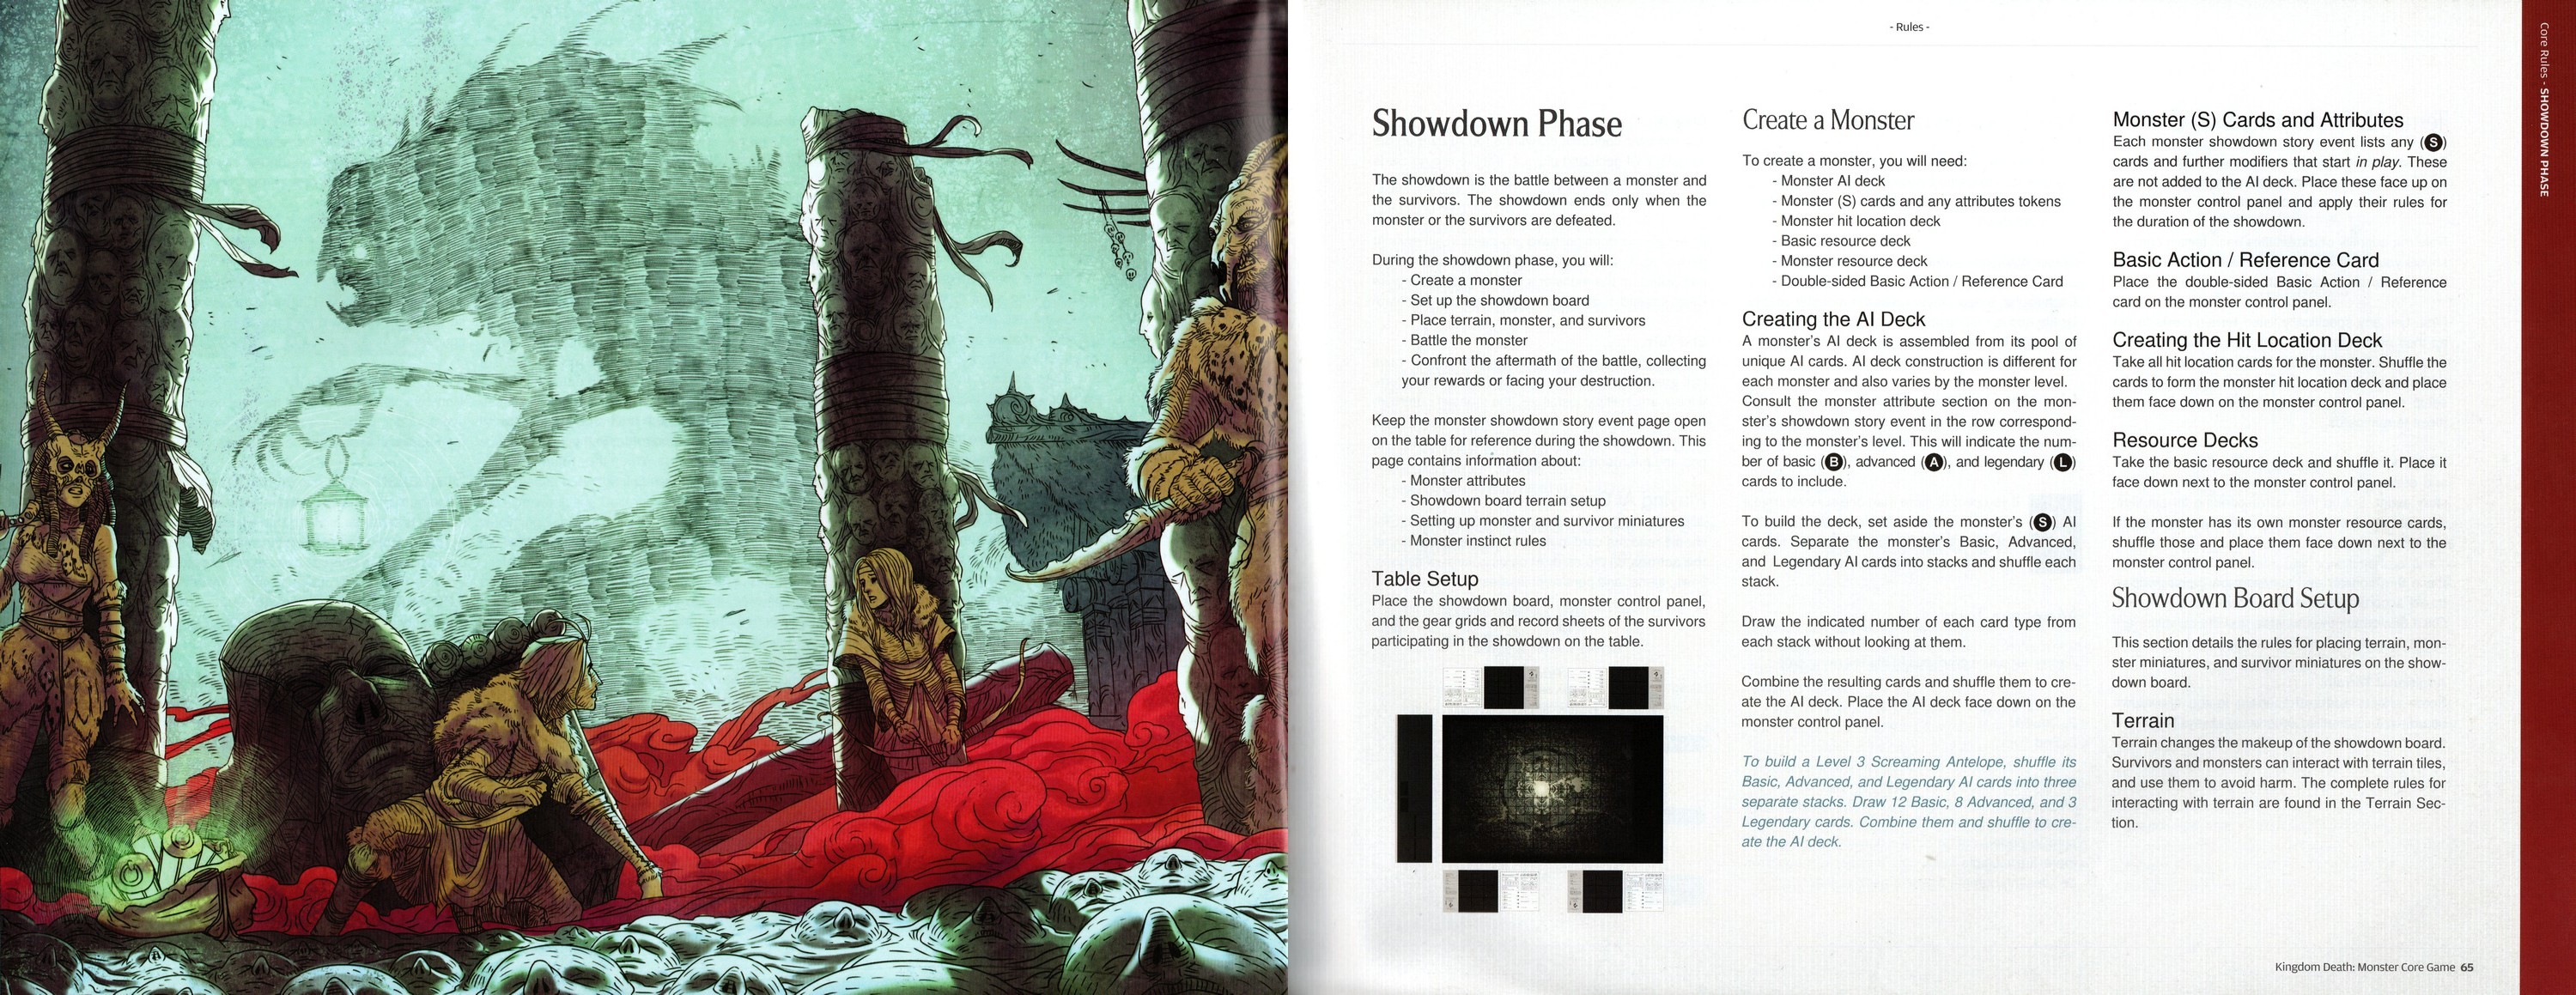 - Rules -
Showdown Phase
The showdown is the battle between a monster and
the survivors. The showdown ends only when the
monster or the survivors are defeated.
During the showdown phase, you will:
- Create a monster
- Set up the showdown board
- Place terrain, monster, and survivors
- Battle the monster
- Confront the aftermath of the battle, collecting
your rewards or facing your destruction.
Keep the monster showdown story event page open
on the table for reference during the showdown. This
page contains information about:
- Monster attributes
- Showdown board terrain setup
- Setting up monster and survivor miniatures
- Monster instinct rules
Table Setup
Place the showdown board, monster control panel,
and the gear grids and record sheets of the survivors
participating in the showdown on the table.
Create a Monster
To create a monster, you will need:
- Monster AI deck
- Monster (S) cards and any attributes tokens
- Monster hit location deck
- Basic resource deck
- Monster resource deck
- Double-sided Basic Action / Reference Card
Creating the AI Deck
A monster's AI deck is assembled from its pool of
unique AI cards. AI deck construction is different for
each monster and also varies by the monster level.
Consult the monster attribute section on the mon-
ster's showdown story event in the row correspond-
ing to the monster's level. This will indicate the num-
ber of basic (B), advanced (A), and legendary (L)
cards to include.
To build the deck, set aside the monster's (S) AI
cards. Separate the monster's Basic, Advanced,
and Legendary AI cards into stacks and shuffle each
stack.
Draw the indicated number of each card type from
each stack without looking at them.
Combine the resulting cards and shuffle them to cre-
ate the AI deck. Place the AI deck face down on the
monster control panel.
To build a Level 3 Screaming Antelope, shuffle its
Basic, Advanced, and Legendary AI cards into three
separate stacks. Draw 12 Basic, 8 Advanced, and 3
Legendary cards. Combine them and shuffle to cre-
ate the AI deck.
Monster (S) Cards and Attributes
Each monster showdown story event lists any (S)
cards and further modifiers that start in play. These
are not added to the AI deck. Place these face up on
the monster control panel and apply their rules for
the duration of the showdown.
Basic Action / Reference Card
Place the double-sided Basic Action / Reference
card on the monster control panel.
Creating the Hit Location Deck
Take all hit location cards for the monster. Shuffle the
cards to form the monster hit location deck and place
them face down on the monster control panel.
Resource Decks
Take the basic resource deck and shuffle it. Place it
face down next to the monster control panel.
If the monster has its own monster resource cards,
shuffle those and place them face down next to the
monster control panel.
Showdown Board Setup
This section details the rules for placing terrain, mon-
ster miniatures, and survivor miniatures on the show-
down board.
Terrain
Terrain changes the makeup of the showdown board.
Survivors and monsters can interact with terrain tiles,
and use them to avoid harm. The complete rules for
interacting with terrain are found in the Terrain Sec-
tion.
Core Rules - SHOWDOWN PHASE
Kingdom Death: Monster Core Game 65